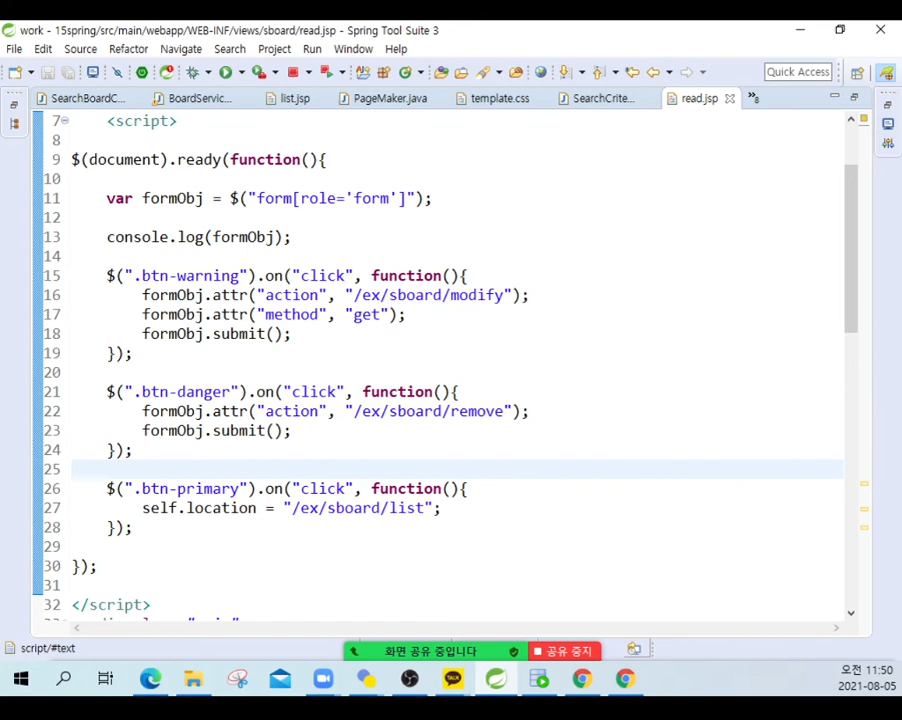 work - 15spring/src/main/webapp/WEB-INF/views/sboard/read.jsp - Spring Tool Suite 3
File Edit Source Refactor Navigate Search Project Run Window Help
Quick Access
SearchBoardC... BoardServic... list.jsp PageMaker.java template.css SearchCrite... read.jsp 8
7 <script>
8
9 $(document).ready(function(){
10
11 var formObj = $("form[role='form']");
12
13 console.log(formObj);
14
15 $(".btn-warning").on("click", function(){
16 formObj.attr("action", "/ex/sboard/modify");
17 formObj.attr("method", "get");
18 formObj.submit();
19 });
20
21 $(".btn-danger").on("click", function(){
22 formObj.attr("action", "/ex/sboard/remove");
23 formObj.submit();
24 });
25
26 $(".btn-primary").on("click", function(){
27 self.location = "/ex/sboard/list";
28 });
29
30 });
31
32 </script>
script/#text
화면 공유 중입니다 공유 중지
TALK
오전 11:50
2021-08-05